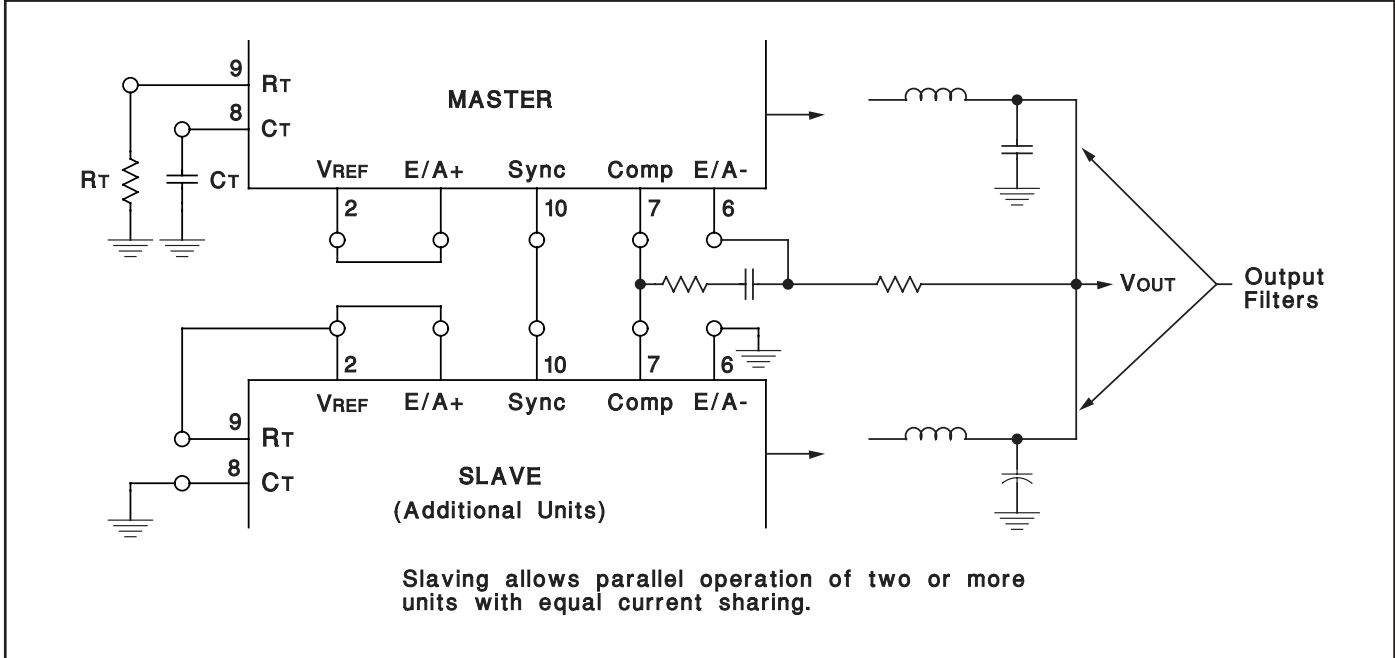 9
RT
MASTER
8
CT
VREF E/A+ Sync Comp E/A-
RT CT
2 10 7 6
VOUT
Output
Filters
2 10 7 6
VREF E/A+ Sync Comp E/A-
9
RT
8
CT
SLAVE
(Additional Units)
Slaving allows parallel operation of two or more
units with equal current sharing.